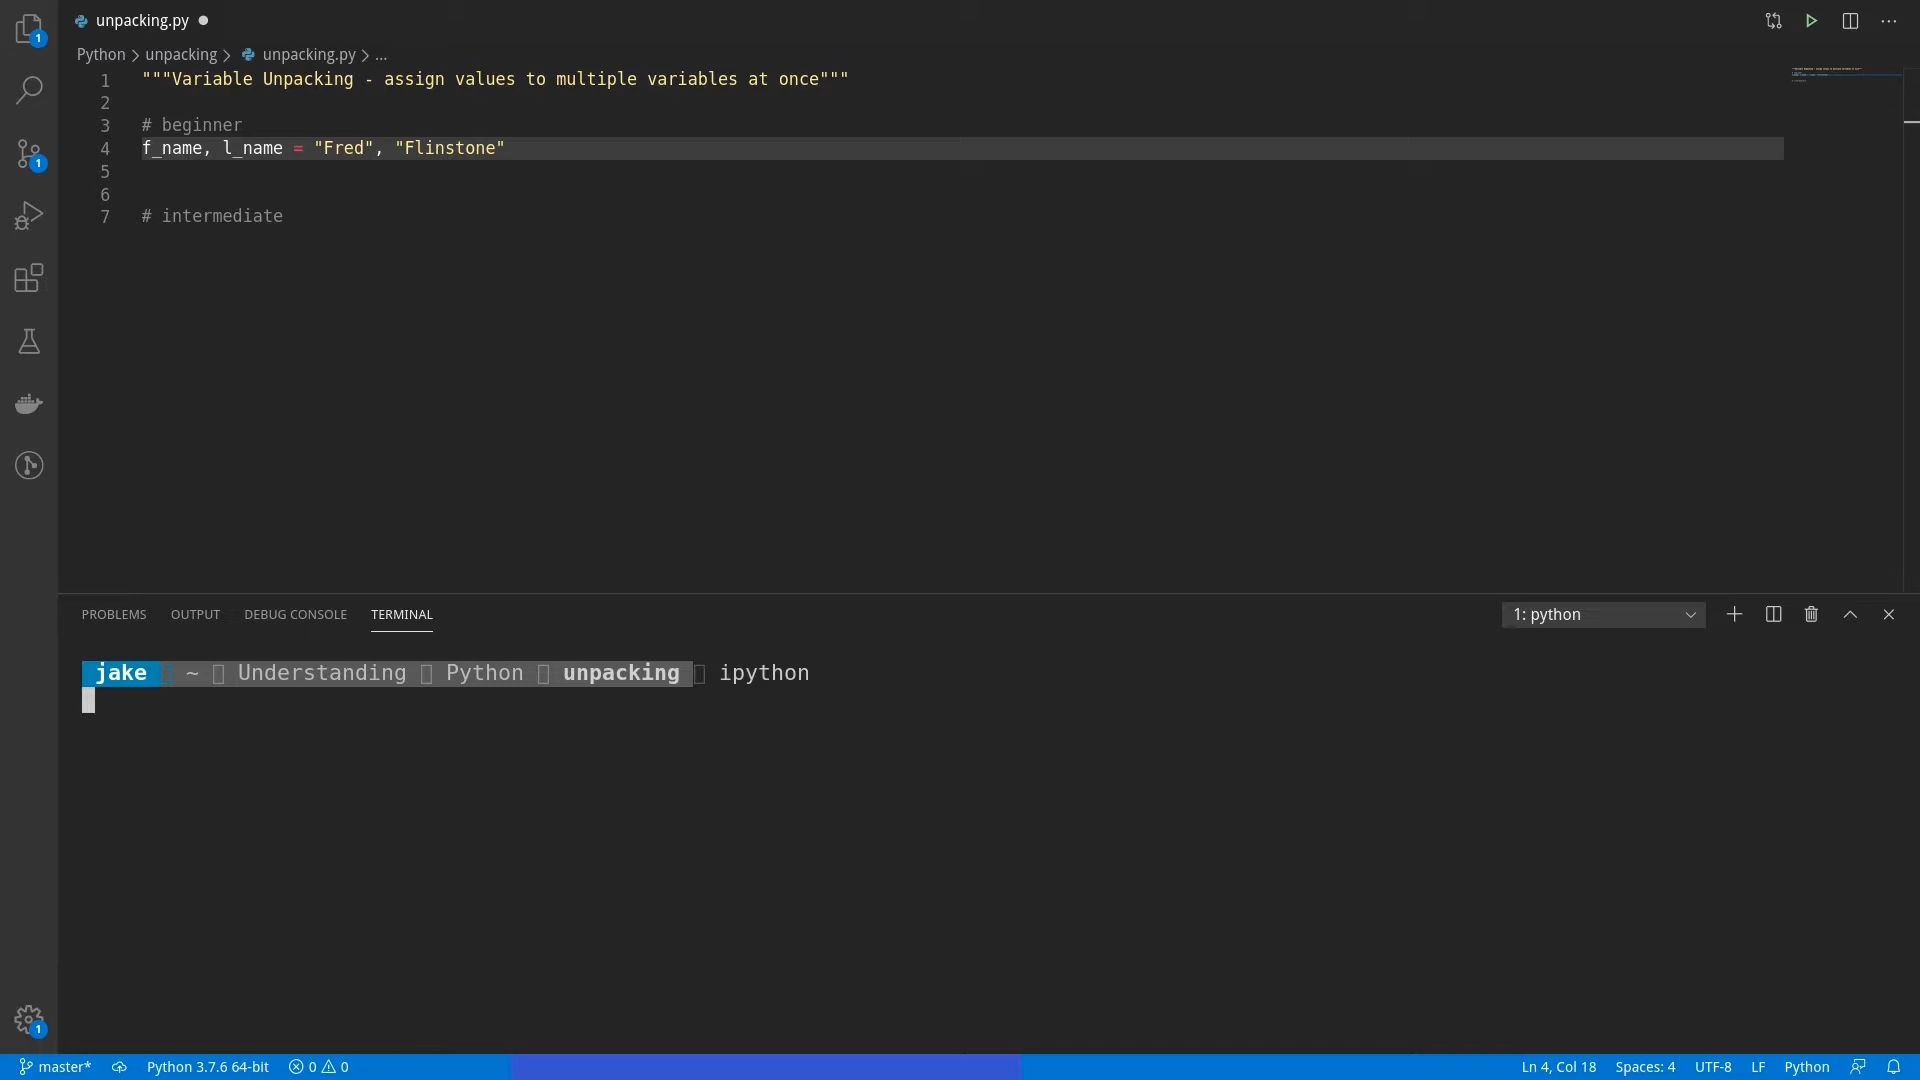 unpacking.py
Python > unpacking > unpacking.py > ...
1 """Variable Unpacking - assign values to multiple variables at once"""
2
3 # beginner
4 f_name, l_name = "Fred", "Flinstone"
5
6
7 # intermediate
PROBLEMS OUTPUT DEBUG CONSOLE TERMINAL 1: python
jake ~ Understanding Python unpacking ipython
master* Python 3.7.6 64-bit 0 0 Ln 4, Col 18 Spaces: 4 UTF-8 LF Python
1
1
1